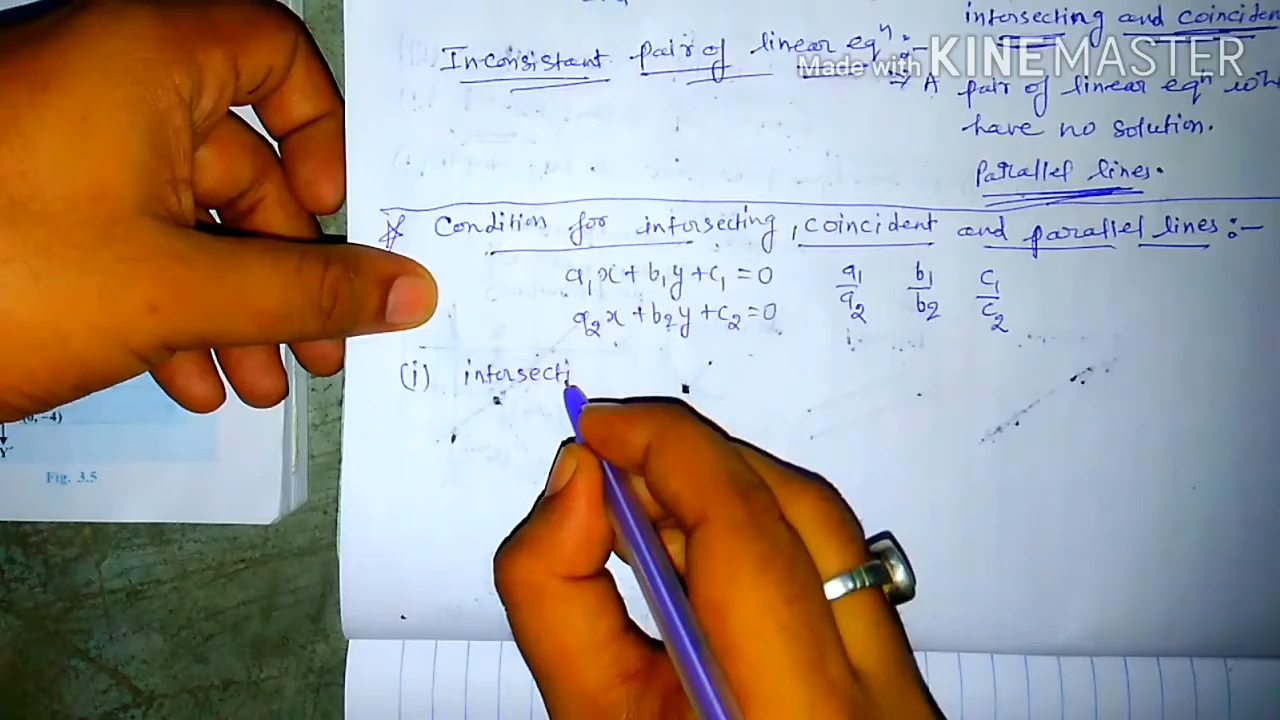 intersecting and coinciden
Inconsistant pair of linear eqⁿ :-
Made with KINEMASTER
→ A pair of linear eqⁿ whi
have no solution.
Parallel lines.
Condition for intersecting, coincident and parallel lines :-
a₁x + b₁y + c₁ = 0 a₁/a₂ b₁/b₂ c₁/c₂
a₂x + b₂y + c₂ = 0
(i) intersecti
, -4)
Y'
Fig. 3.5